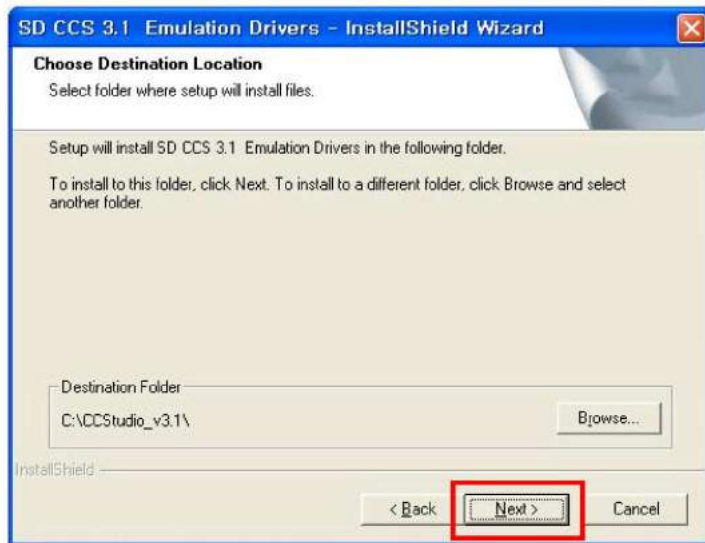 SD CCS 3.1  Emulation Drivers - InstallShield Wizard
Choose Destination Location
Select folder where setup will install files.
Setup will install SD CCS 3.1  Emulation Drivers in the following folder.
To install to this folder, click Next. To install to a different folder, click Browse and select
another folder.
Destination Folder
C:\CCStudio_v3.1\
Browse...
InstallShield
< Back
Next >
Cancel